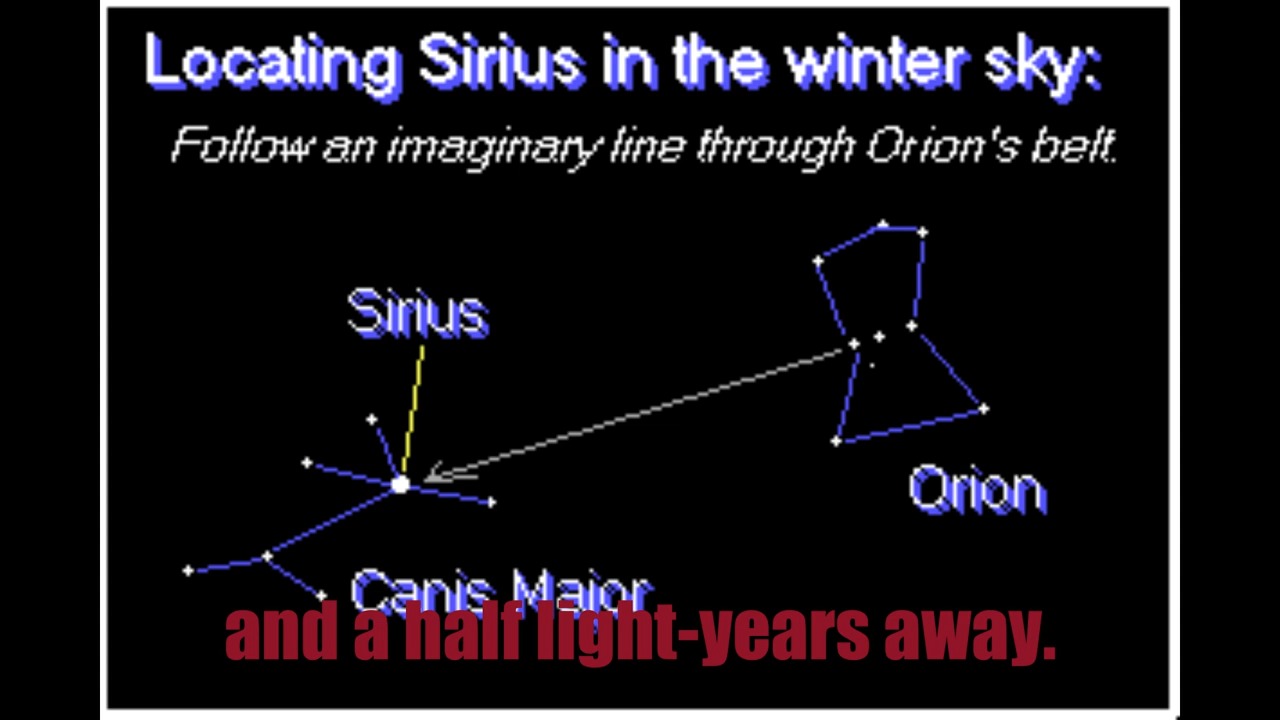 Locating Sirius in the winter sky:
Follow an imaginary line through Orion's belt.
Sirius
Orion
Canis Major
and a half light-years away.